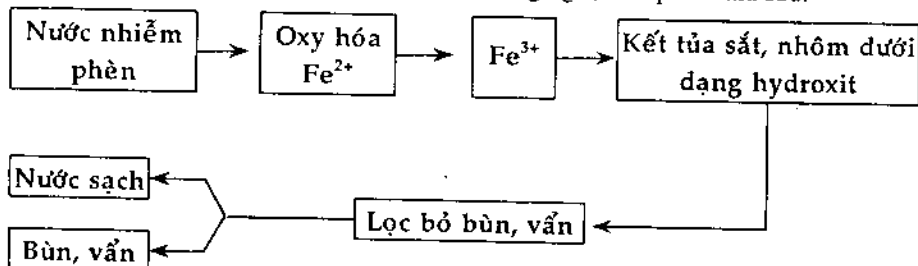 Nước nhiễm
phèn
Oxy hóa
Fe²⁺
Fe³⁺
Kết tủa sắt, nhôm dưới
dạng hydroxit
Lọc bỏ bùn, vẩn
Nước sạch
Bùn, vẩn